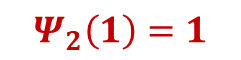 Ψ₂(1) = 1